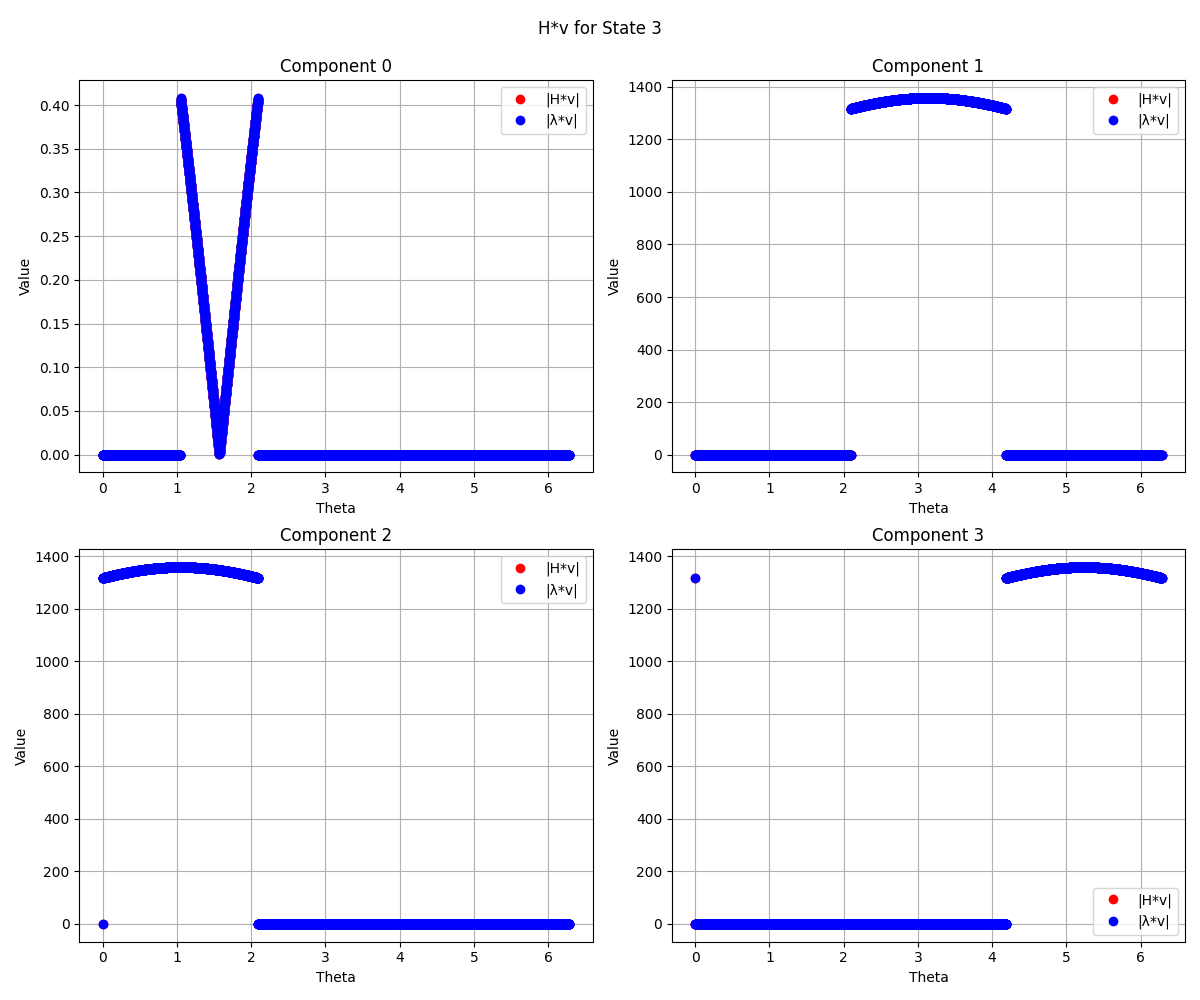 H*v for State 3
Component 0
0.40
0.35
0.30
0.25
0.20
0.15
0.10
0.05
0.00
Value
|H*v|
|λ*v|
0 1 2 3 4 5 6
Theta
Component 1
1400
1200
1000
800
600
400
200
0
Value
|H*v|
|λ*v|
0 1 2 3 4 5 6
Theta
Component 2
1400
1200
1000
800
600
400
200
0
Value
|H*v|
|λ*v|
0 1 2 3 4 5 6
Theta
Component 3
1400
1200
1000
800
600
400
200
0
Value
|H*v|
|λ*v|
0 1 2 3 4 5 6
Theta